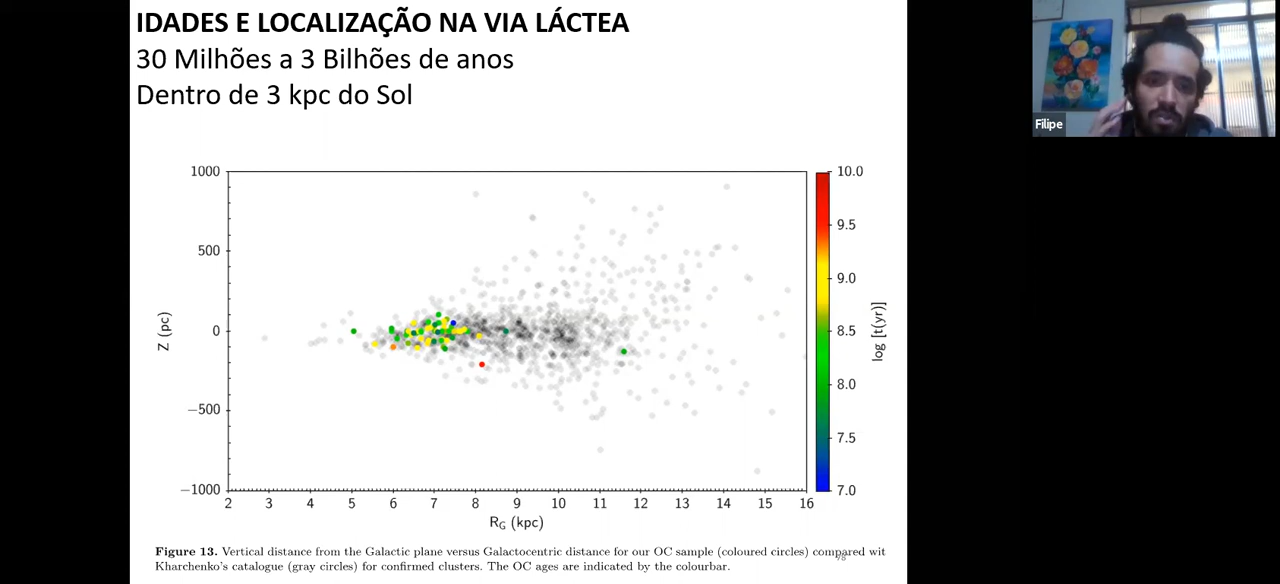 IDADES E LOCALIZAÇÃO NA VIA LÁCTEA
30 Milhões a 3 Bilhões de anos
Dentro de 3 kpc do Sol
Filipe
1000
500
0
−500
−1000
Z (pc)
2 3 4 5 6 7 8 9 10 11 12 13 14 15 16
R_G (kpc)
10.0
9.5
9.0
8.5
8.0
7.5
7.0
log [t(yr)]
Figure 13. Vertical distance from the Galactic plane versus Galactocentric distance for our OC sample (coloured circles) compared wit
Kharchenko's catalogue (gray circles) for confirmed clusters. The OC ages are indicated by the colourbar.